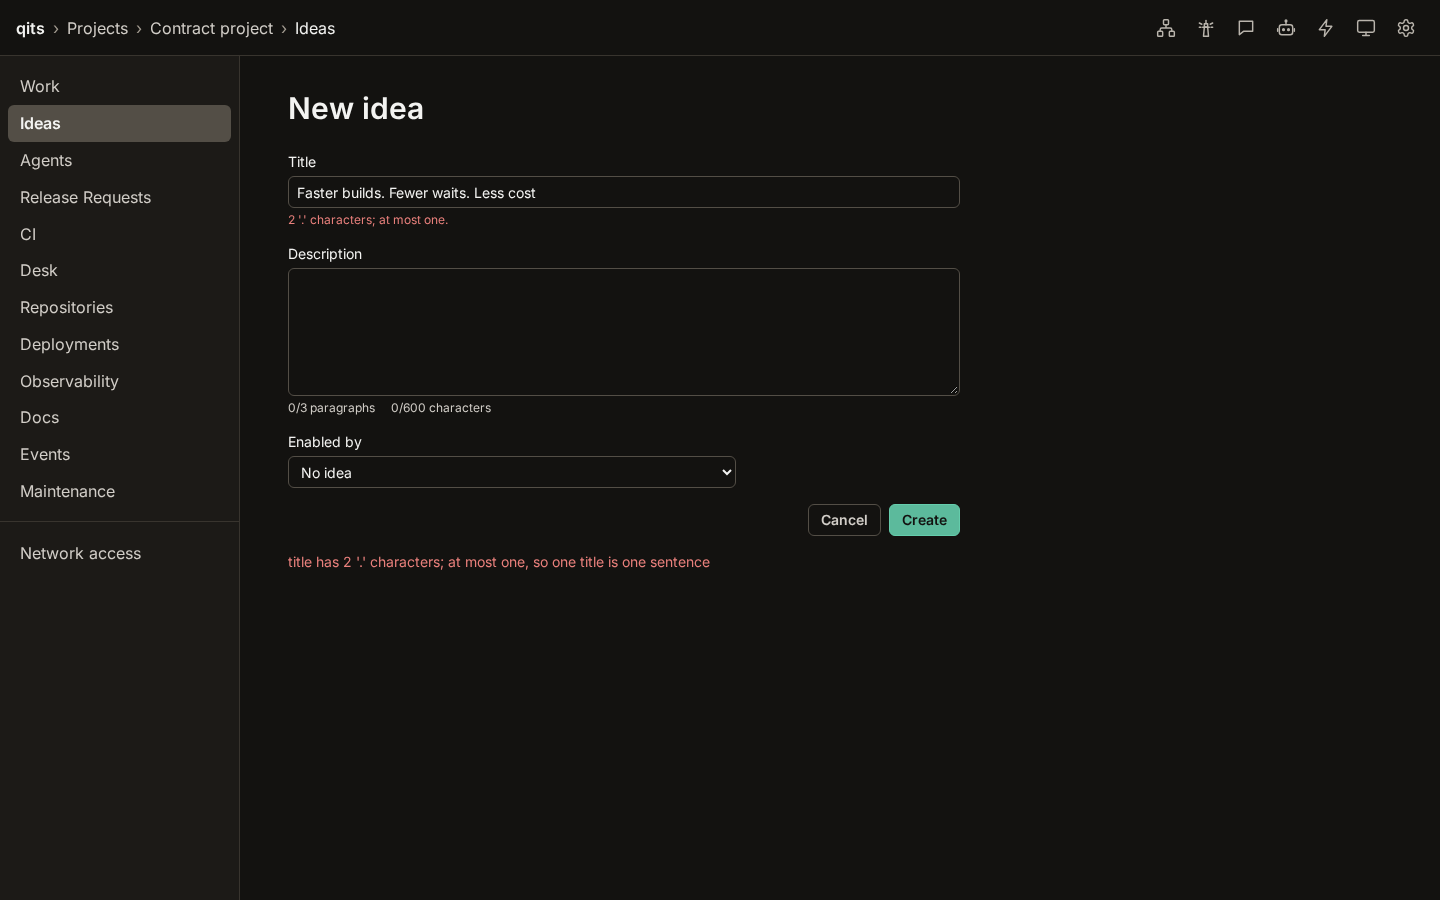 qits › Projects › Contract project › Ideas
Work
Ideas
Agents
Release Requests
CI
Desk
Repositories
Deployments
Observability
Docs
Events
Maintenance
Network access
New idea
Title
Faster builds. Fewer waits. Less cost
2 '.' characters; at most one.
Description
0/3 paragraphs 0/600 characters
Enabled by
No idea
Cancel Create
title has 2 '.' characters; at most one, so one title is one sentence